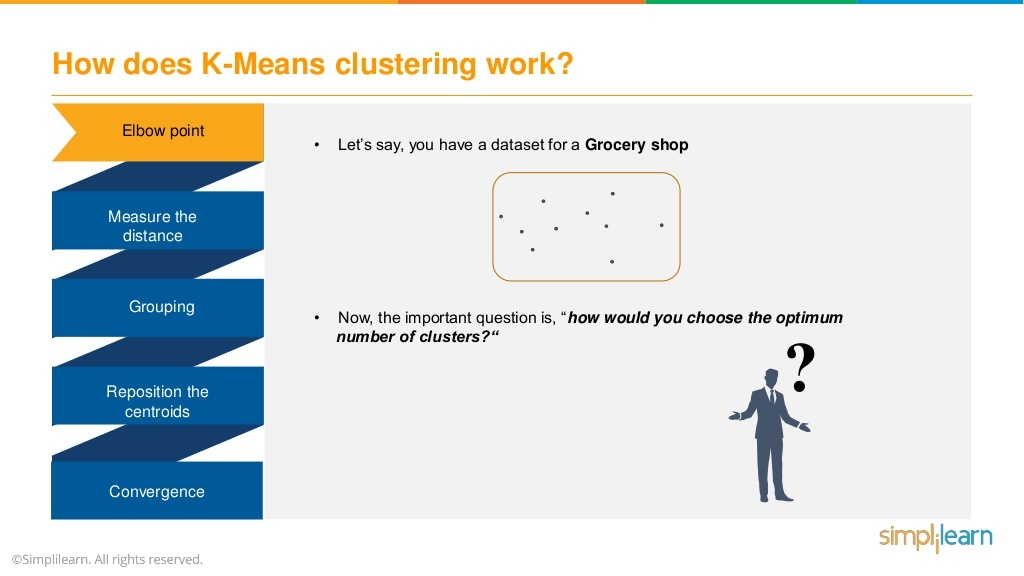 How does K-Means clustering work?
Elbow point
Measure the
distance
Grouping
Reposition the
centroids
Convergence
• Let’s say, you have a dataset for a Grocery shop
• Now, the important question is, “how would you choose the optimum
number of clusters?“
?
simplilearn
©Simplilearn. All rights reserved.